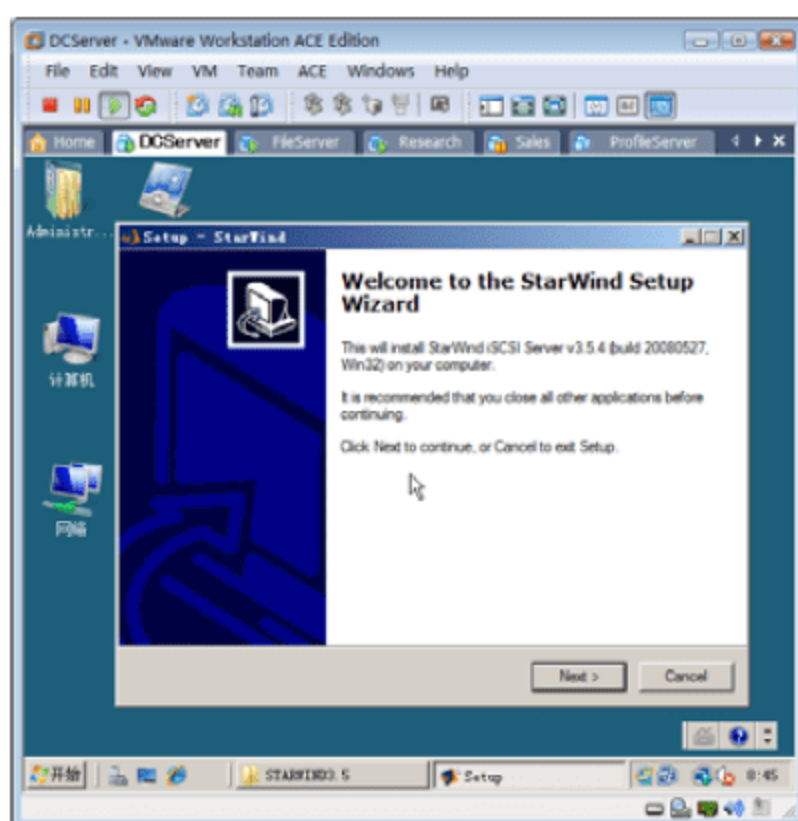 DCServer - VMware Workstation ACE Edition
File Edit View VM Team ACE Windows Help
Home DCServer FileServer Research Sales ProfileServer
Administr...
Setup - StarWind
Welcome to the StarWind Setup
Wizard
This will install StarWind iSCSI Server v3.5.4 (build 20080527,
Win32) on your computer.
It is recommended that you close all other applications before
continuing.
Click Next to continue, or Cancel to exit Setup.
计算机
网络
Next > Cancel
开始 STARWIND3.5 Setup 8:45